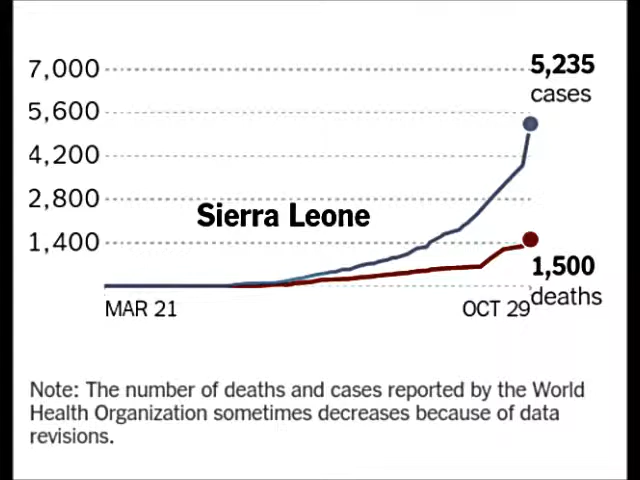 7,000
5,235
cases
5,600
4,200
2,800
Sierra Leone
1,400
1,500
deaths
MAR 21
OCT 29
Note: The number of deaths and cases reported by the World
Health Organization sometimes decreases because of data
revisions.